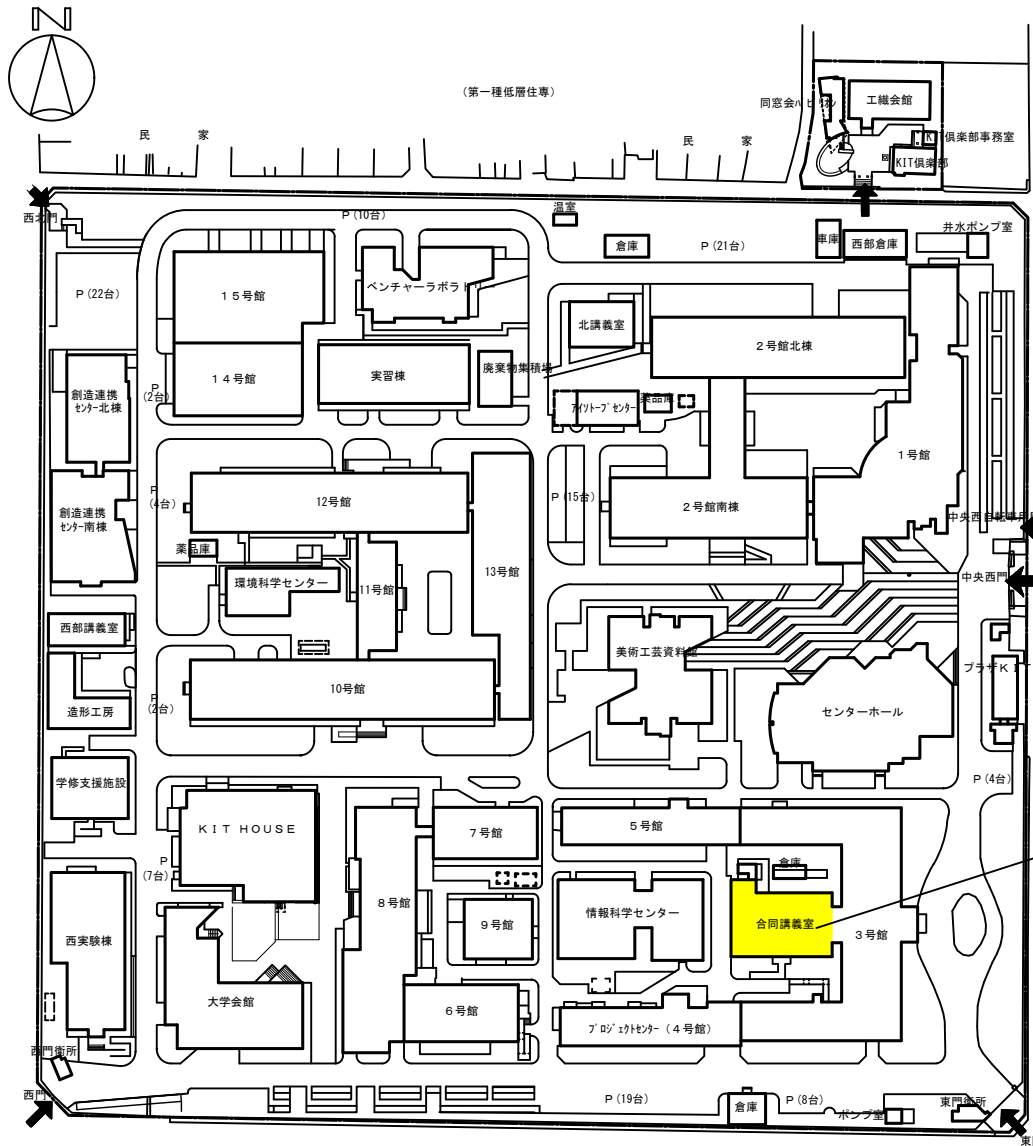 N
(第一種低層住専)
同窓会パビリオン
工繊会館
KIT倶楽部事務室
KIT倶楽部
民 家
民 家
西北門
P(10台)
温室
倉庫
P(21台)
車庫
西部倉庫
井水ポンプ室
P(22台)
15号館
ベンチャーラボラトリー
北講義室
2号館北棟
14号館
実習棟
廃棄物集積場
創造連携
センター北棟
P
(2台)
アイソトープセンター
薬品庫
1号館
創造連携
センター南棟
P
(4台)
12号館
P(15台)
2号館南棟
中央西自転車用
薬品庫
環境科学センター
11号館
13号館
中央西門
西部講義室
美術工芸資料館
プラザKIT
造形工房
P
(2台)
10号館
センターホール
学修支援施設
P(4台)
KIT HOUSE
7号館
5号館
P
(7台)
倉庫
西実験棟
8号館
9号館
情報科学センター
合同講義室
3号館
大学会館
6号館
プロジェクトセンター(4号館)
西門衛所
西門
P(19台)
倉庫
P(8台)
ポンプ室
東門衛所
東